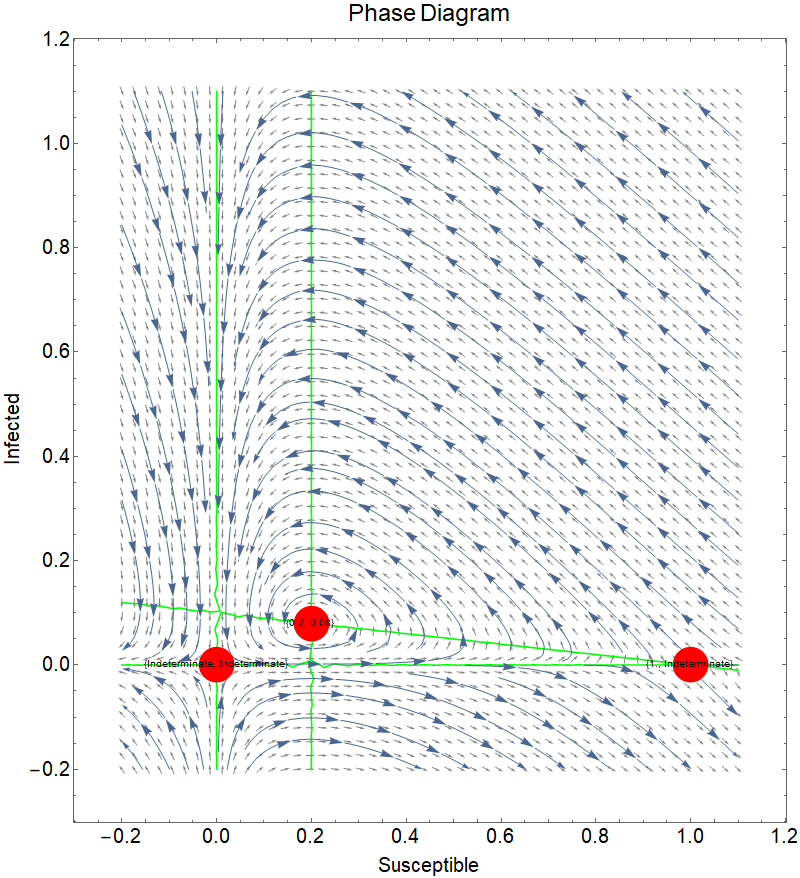 Phase Diagram
1.2
1.0
0.8
0.6
0.4
0.2
0.0
−0.2
Infected
{0.2, 0.08}
{Indeterminate, Indeterminate}
{1., Indeterminate}
−0.2 0.0 0.2 0.4 0.6 0.8 1.0 1.2
Susceptible